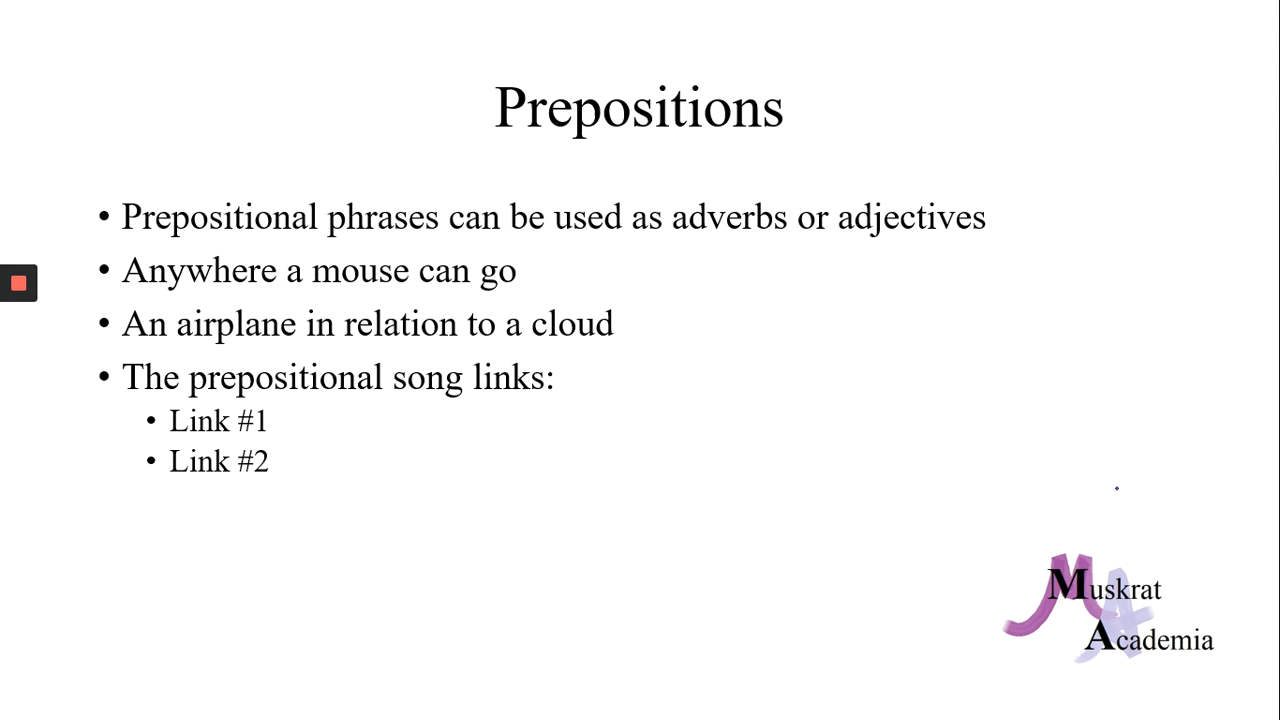 Prepositions
• Prepositional phrases can be used as adverbs or adjectives
• Anywhere a mouse can go
• An airplane in relation to a cloud
• The prepositional song links:
• Link #1
• Link #2
Muskrat
Academia